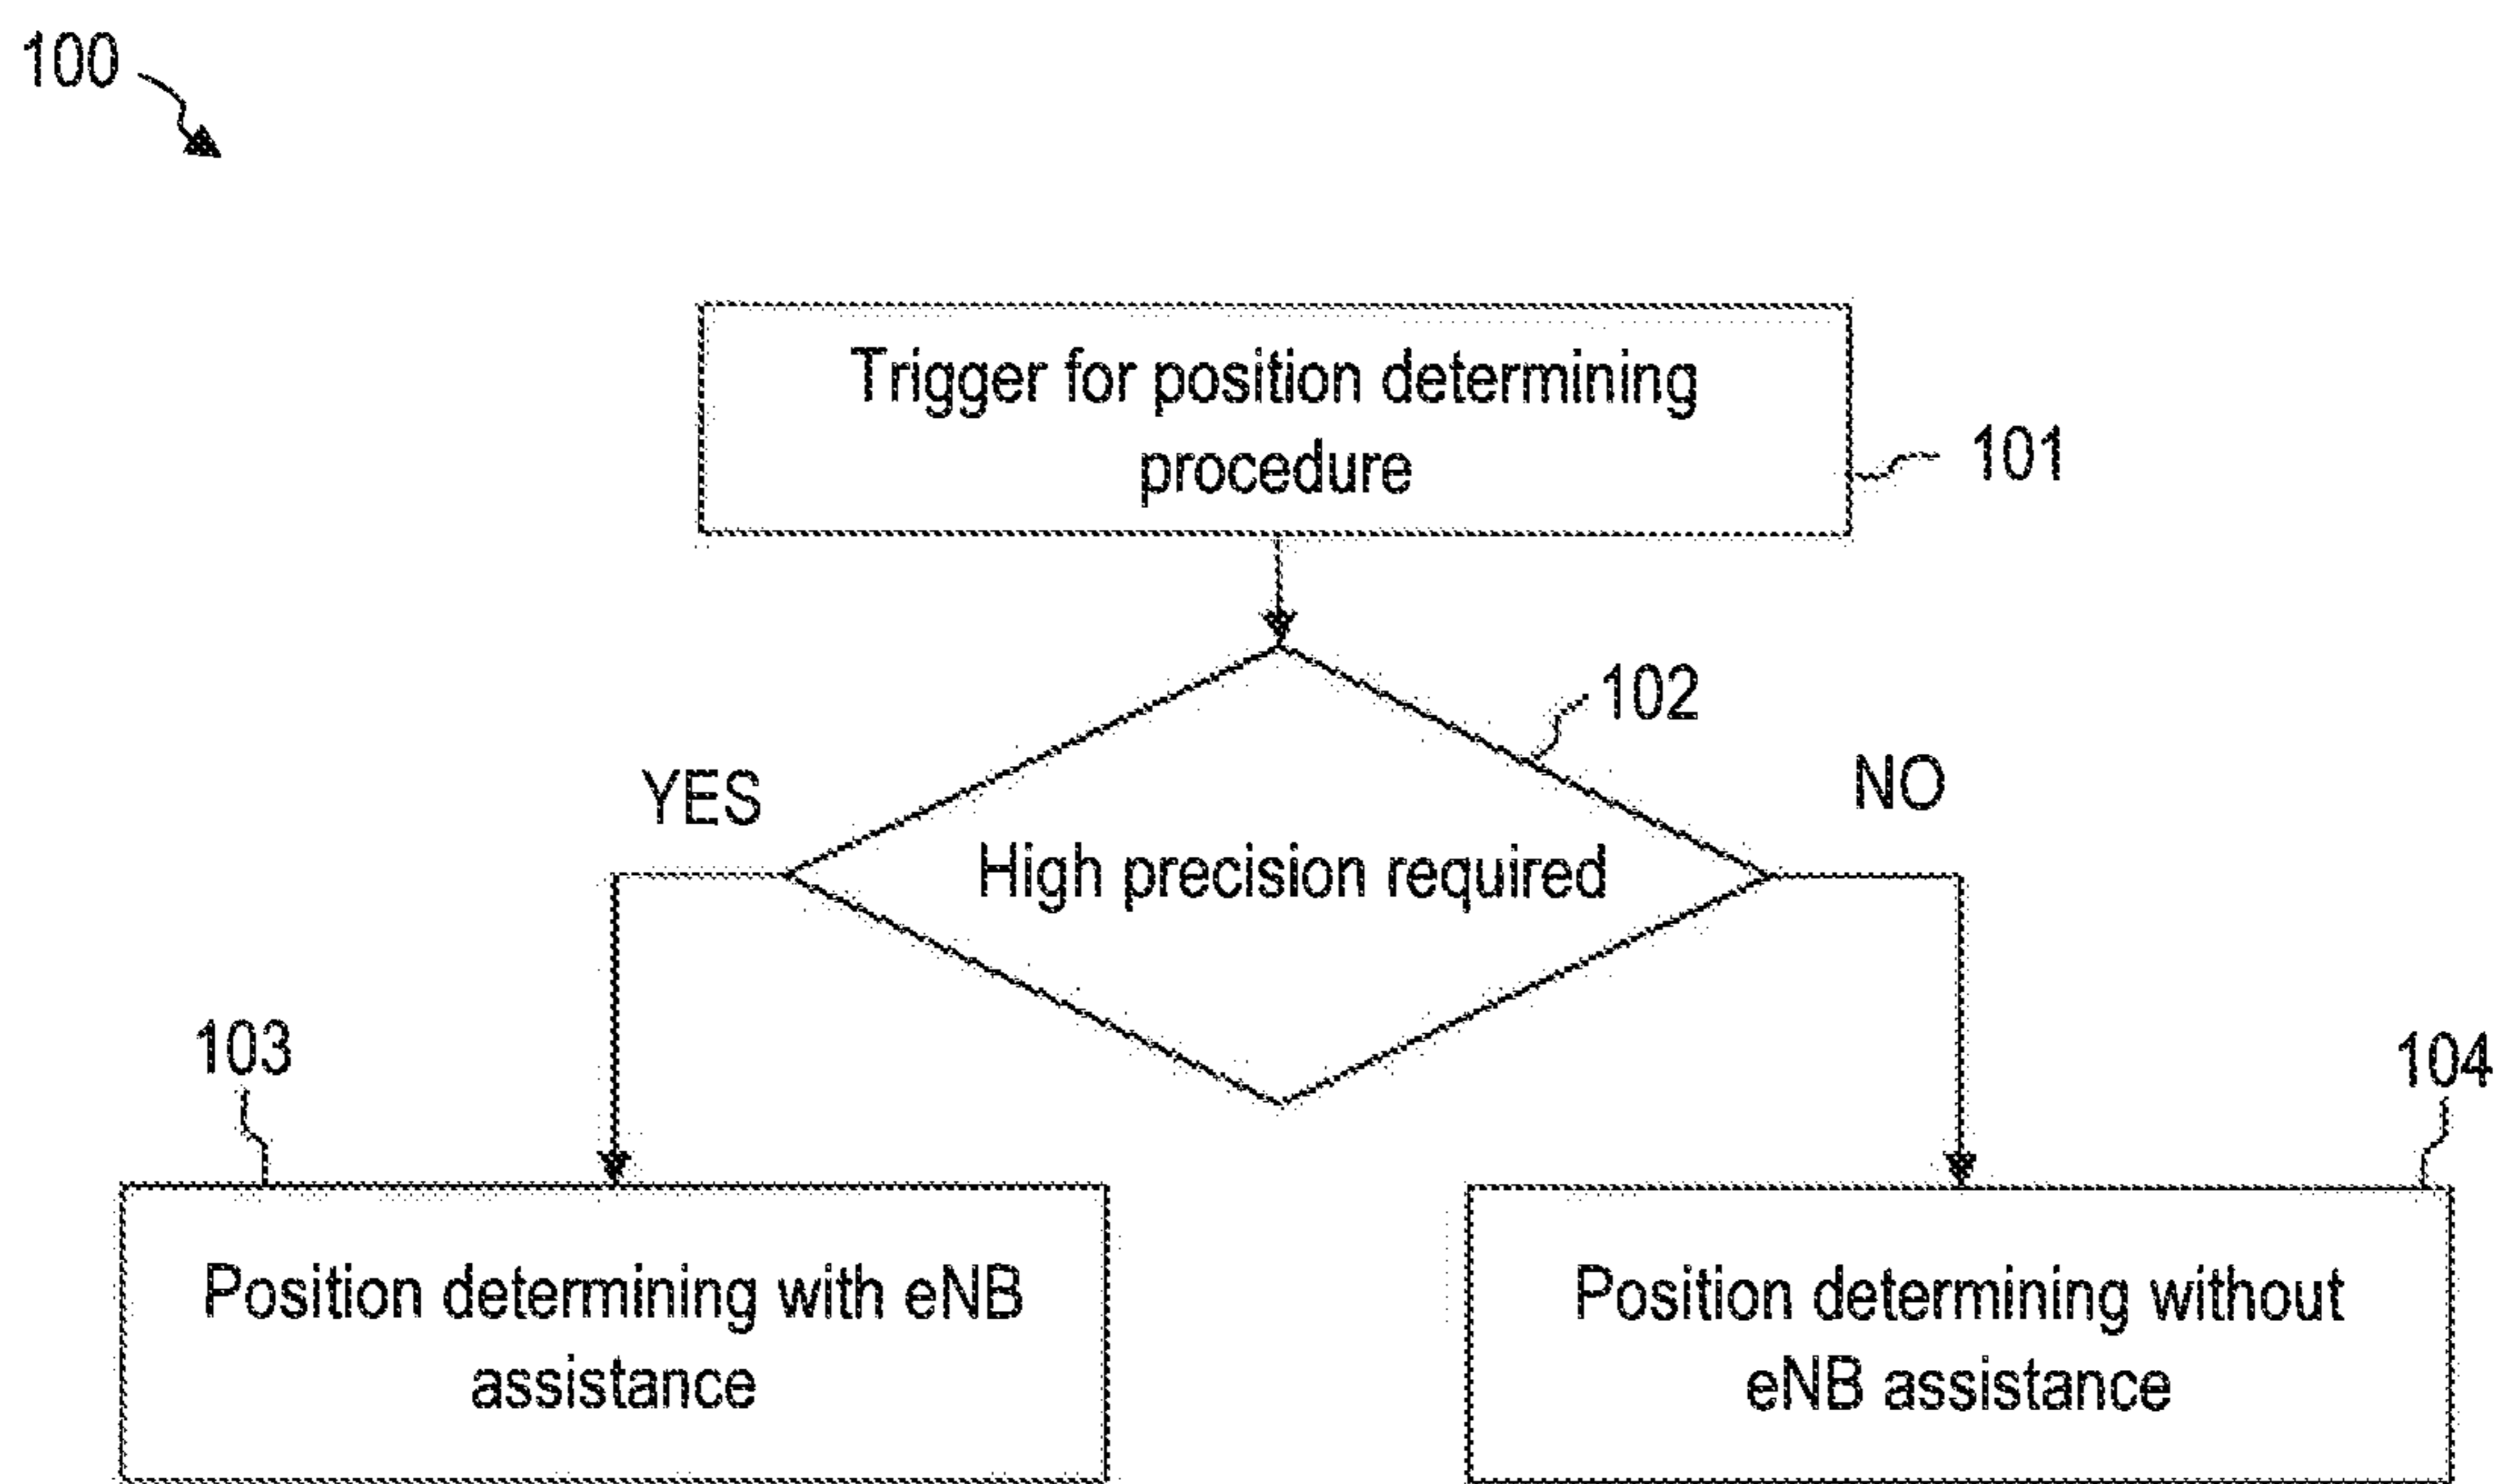 100
Trigger for position determining
procedure
101
102
YES
NO
High precision required
103
104
Position determining with eNB
assistance
Position determining without
eNB assistance